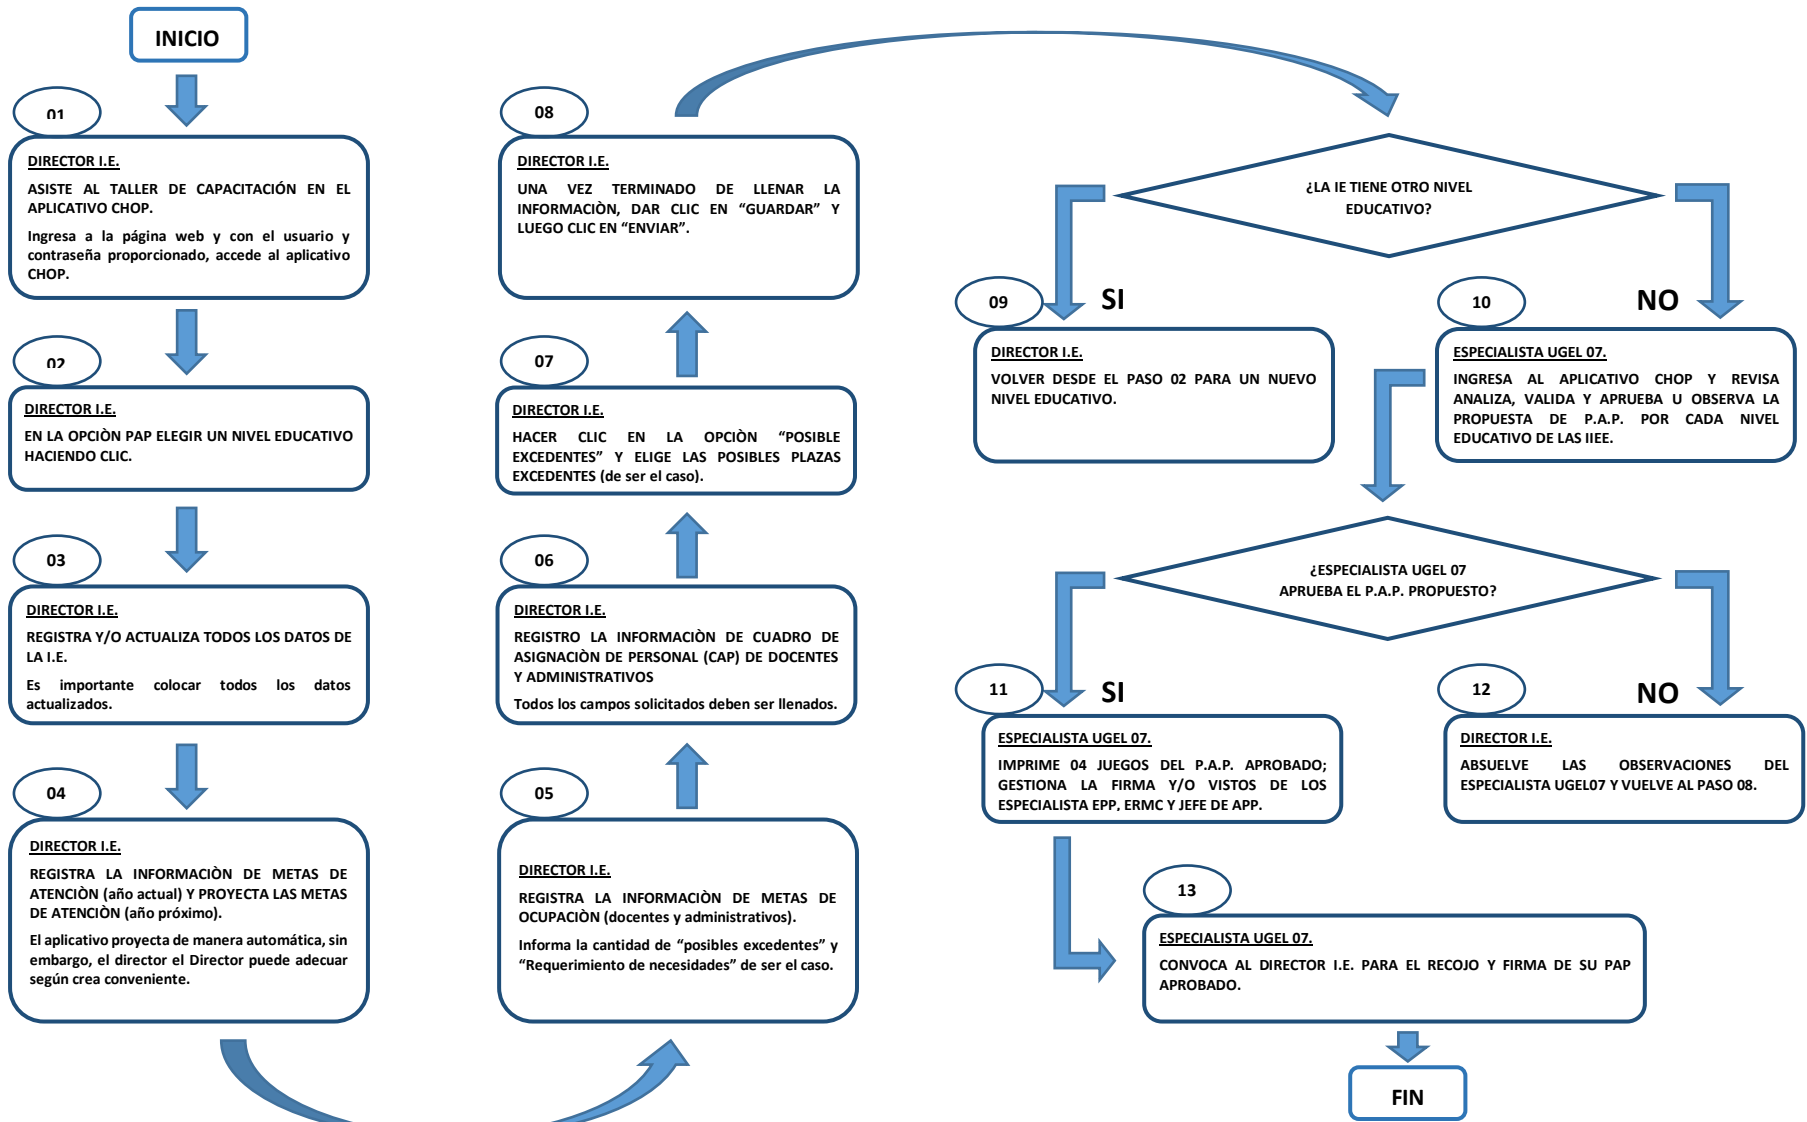 INICIO
01
DIRECTOR I.E.
ASISTE AL TALLER DE CAPACITACIÓN EN EL
APLICATIVO CHOP.
Ingresa a la página web y con el usuario y
contraseña proporcionado, accede al aplicativo
CHOP.
02
DIRECTOR I.E.
EN LA OPCIÒN PAP ELEGIR UN NIVEL EDUCATIVO
HACIENDO CLIC.
03
DIRECTOR I.E.
REGISTRA Y/O ACTUALIZA TODOS LOS DATOS DE
LA I.E.
Es importante colocar todos los datos
actualizados.
04
DIRECTOR I.E.
REGISTRA LA INFORMACIÒN DE METAS DE
ATENCIÒN (año actual) Y PROYECTA LAS METAS
DE ATENCIÒN (año próximo).
El aplicativo proyecta de manera automática, sin
embargo, el director el Director puede adecuar
según crea conveniente.
05
DIRECTOR I.E.
REGISTRA LA INFORMACIÒN DE METAS DE
OCUPACIÒN (docentes y administrativos).
Informa la cantidad de “posibles excedentes” y
“Requerimiento de necesidades” de ser el caso.
06
DIRECTOR I.E.
REGISTRO LA INFORMACIÒN DE CUADRO DE
ASIGNACIÒN DE PERSONAL (CAP) DE DOCENTES
Y ADMINISTRATIVOS
Todos los campos solicitados deben ser llenados.
07
DIRECTOR I.E.
HACER CLIC EN LA OPCIÒN “POSIBLE
EXCEDENTES” Y ELIGE LAS POSIBLES PLAZAS
EXCEDENTES (de ser el caso).
08
DIRECTOR I.E.
UNA VEZ TERMINADO DE LLENAR LA
INFORMACIÒN, DAR CLIC EN “GUARDAR” Y
LUEGO CLIC EN “ENVIAR”.
¿LA IE TIENE OTRO NIVEL
EDUCATIVO?
SI
NO
09
DIRECTOR I.E.
VOLVER DESDE EL PASO 02 PARA UN NUEVO
NIVEL EDUCATIVO.
10
ESPECIALISTA UGEL 07.
INGRESA AL APLICATIVO CHOP Y REVISA
ANALIZA, VALIDA Y APRUEBA U OBSERVA LA
PROPUESTA DE P.A.P. POR CADA NIVEL
EDUCATIVO DE LAS IIEE.
¿ESPECIALISTA UGEL 07
APRUEBA EL P.A.P. PROPUESTO?
SI
NO
11
ESPECIALISTA UGEL 07.
IMPRIME 04 JUEGOS DEL P.A.P. APROBADO;
GESTIONA LA FIRMA Y/O VISTOS DE LOS
ESPECIALISTA EPP, ERMC Y JEFE DE APP.
12
DIRECTOR I.E.
ABSUELVE LAS OBSERVACIONES DEL
ESPECIALISTA UGEL07 Y VUELVE AL PASO 08.
13
ESPECIALISTA UGEL 07.
CONVOCA AL DIRECTOR I.E. PARA EL RECOJO Y FIRMA DE SU PAP
APROBADO.
FIN